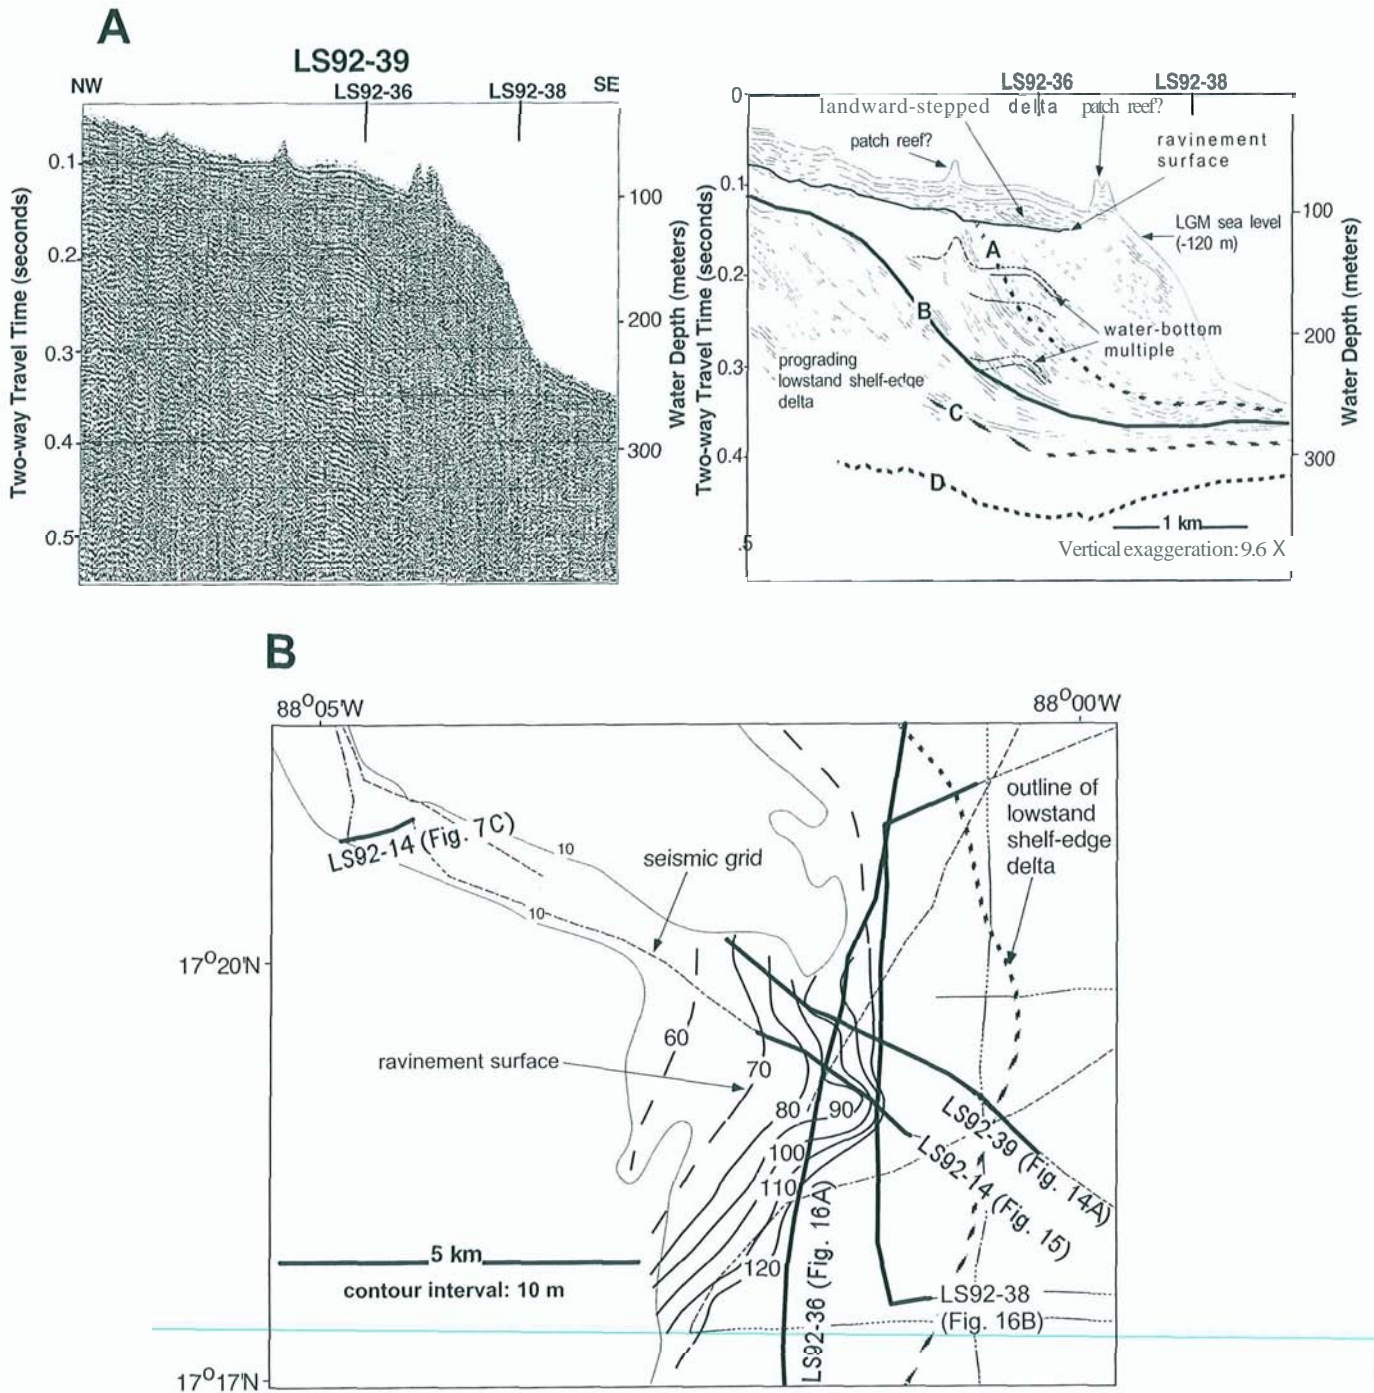 A
LS92-39
NW
LS92-36
LS92-38
SE
0.1
0.2
0.3
0.4
0.5
Two-way Travel Time (seconds)
100
200
300
Water Depth (meters)
LS92-36
LS92-38
0
landward-stepped delta patch reef?
patch reef?
ravinement
surface
0.1
100
LGM sea level
(-120 m)
A
0.2
B
water-bottom
multiple
200
prograding
lowstand shelf-edge
delta
0.3
C
0.4
300
D
1 km
.5
Vertical exaggeration: 9.6 X
Two-way Travel Time (seconds)
Water Depth (meters)
B
88°05'W
88°00'W
outline of
lowstand
shelf-edge
delta
LS92-14 (Fig. 7C)
10
seismic grid
10
17°20'N
60
ravinement surface
70
80
90
LS92-39 (Fig. 14A)
100
LS92-14 (Fig. 15)
110
LS92-36 (Fig. 16A)
5 km
120
contour interval: 10 m
LS92-38
(Fig. 16B)
17°17'N